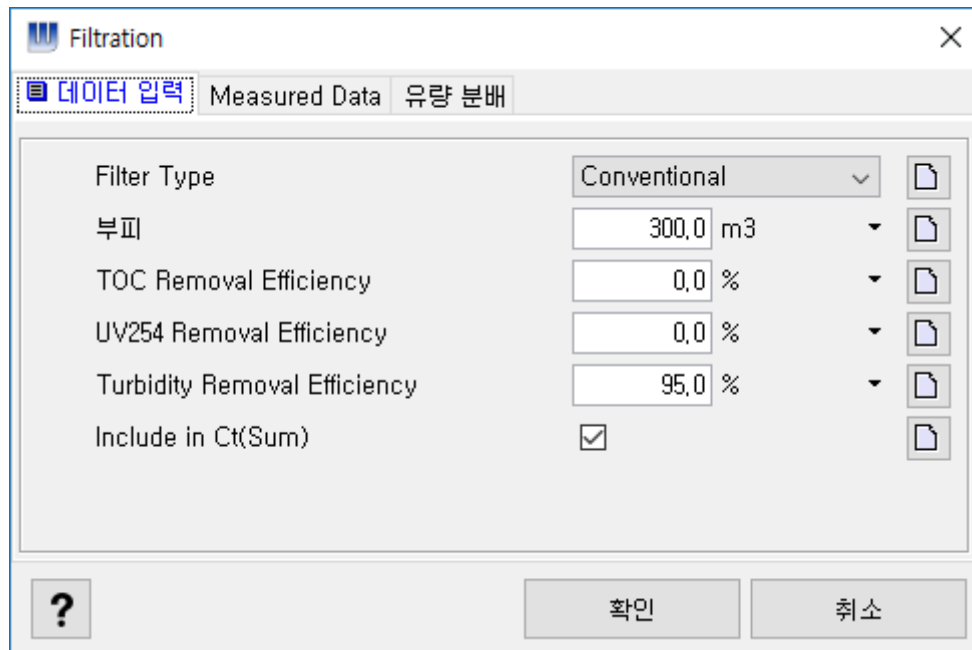 Filtration
데이터 입력 Measured Data 유량 분배
Filter Type Conventional
부피 300,0 m3
TOC Removal Efficiency 0,0 %
UV254 Removal Efficiency 0,0 %
Turbidity Removal Efficiency 95,0 %
Include in Ct(Sum)
? 확인 취소